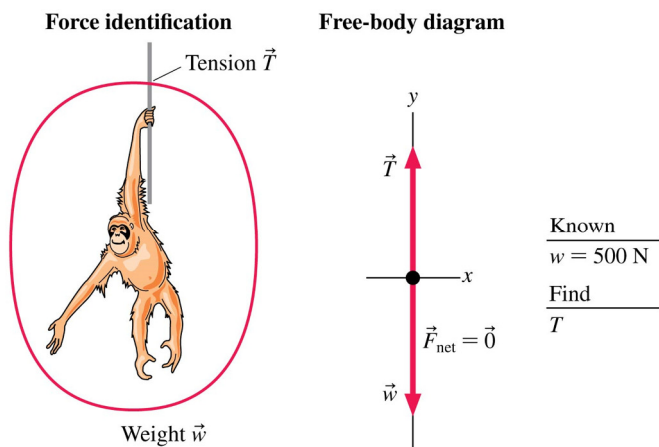 Force identification
Tension T⃗
Weight w⃗
Free-body diagram
y
T⃗
x
F⃗net = 0⃗
w⃗
Known
w = 500 N
Find
T